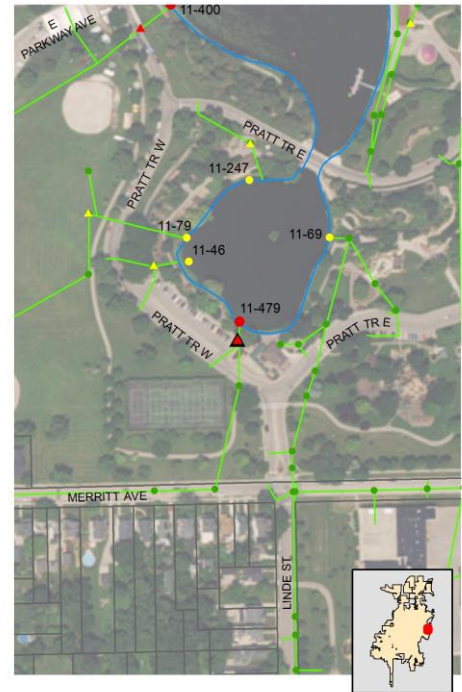 11-400
E
PARKWAY AVE
PRATT TR W
PRATT TR E
11-247
11-79
11-46
11-69
11-479
PRATT TR W
PRATT TR E
MERRITT AVE
LINDE ST.